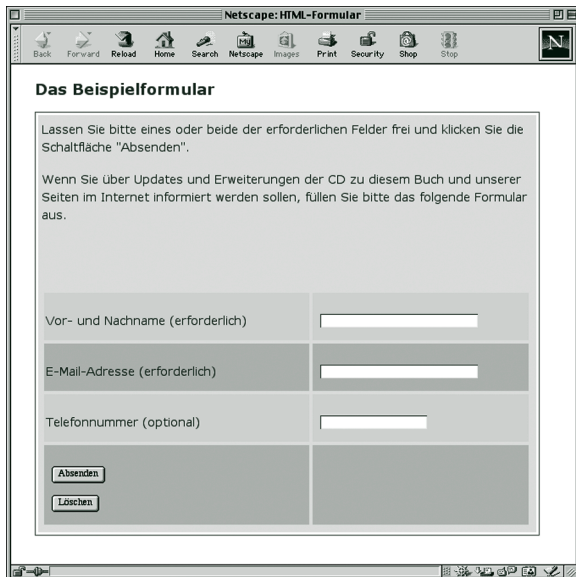 Netscape: HTML-Formular
Back Forward Reload Home Search Netscape Images Print Security Shop Stop
N
Das Beispielformular
Lassen Sie bitte eines oder beide der erforderlichen Felder frei und klicken Sie die
Schaltfläche "Absenden".
Wenn Sie über Updates und Erweiterungen der CD zu diesem Buch und unserer
Seiten im Internet informiert werden sollen, füllen Sie bitte das folgende Formular
aus.
Vor- und Nachname (erforderlich)
E-Mail-Adresse (erforderlich)
Telefonnummer (optional)
Absenden
Löschen